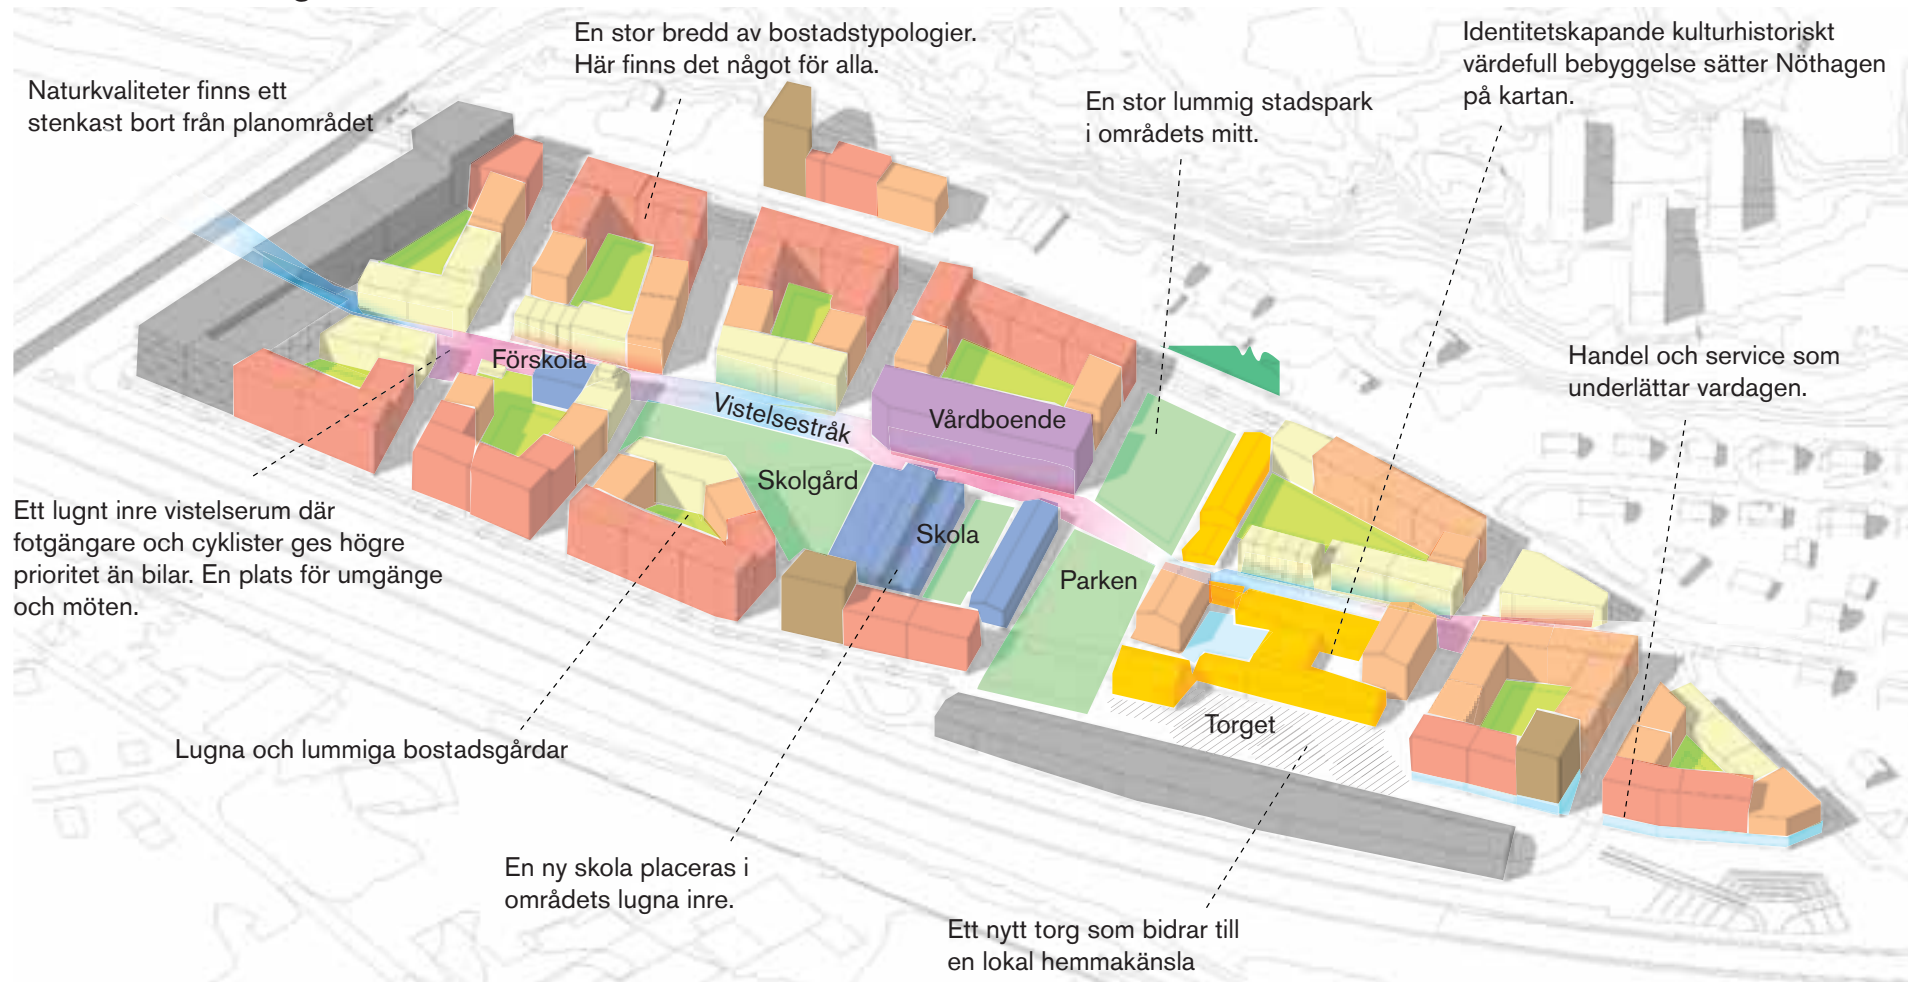 En stor bredd av bostadstypologier.
Här finns det något för alla.
Identitetskapande kulturhistoriskt
värdefull bebyggelse sätter Nöthagen
på kartan.
Naturkvaliteter finns ett
stenkast bort från planområdet
En stor lummig stadspark
i områdets mitt.
Handel och service som
underlättar vardagen.
Förskola
Vistelsestråk
Vårdboende
Skolgård
Skola
Parken
Torget
Ett lugnt inre vistelserum där
fotgängare och cyklister ges högre
prioritet än bilar. En plats för umgänge
och möten.
Lugna och lummiga bostadsgårdar
En ny skola placeras i
områdets lugna inre.
Ett nytt torg som bidrar till
en lokal hemmakänsla